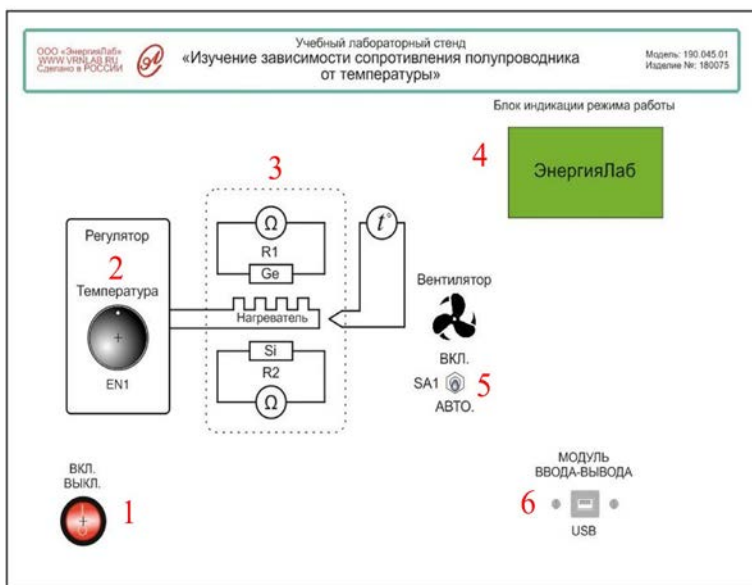 ООО «ЭнергияЛаб»
WWW.VRNLAB.RU
Сделано в РОССИИ
Учебный лабораторный стенд
«Изучение зависимости сопротивления полупроводника
от температуры»
Модель: 190.045.01
Изделие №: 180075
Блок индикации режима работы
4
ЭнергияЛаб
3
Ω
R1
Ge
t°
Регулятор
2
Температура
EN1
Нагреватель
Si
R2
Ω
Вентилятор
ВКЛ.
SA1
5
АВТО.
ВКЛ.
ВЫКЛ.
1
МОДУЛЬ
ВВОДА-ВЫВОДА
6
USB